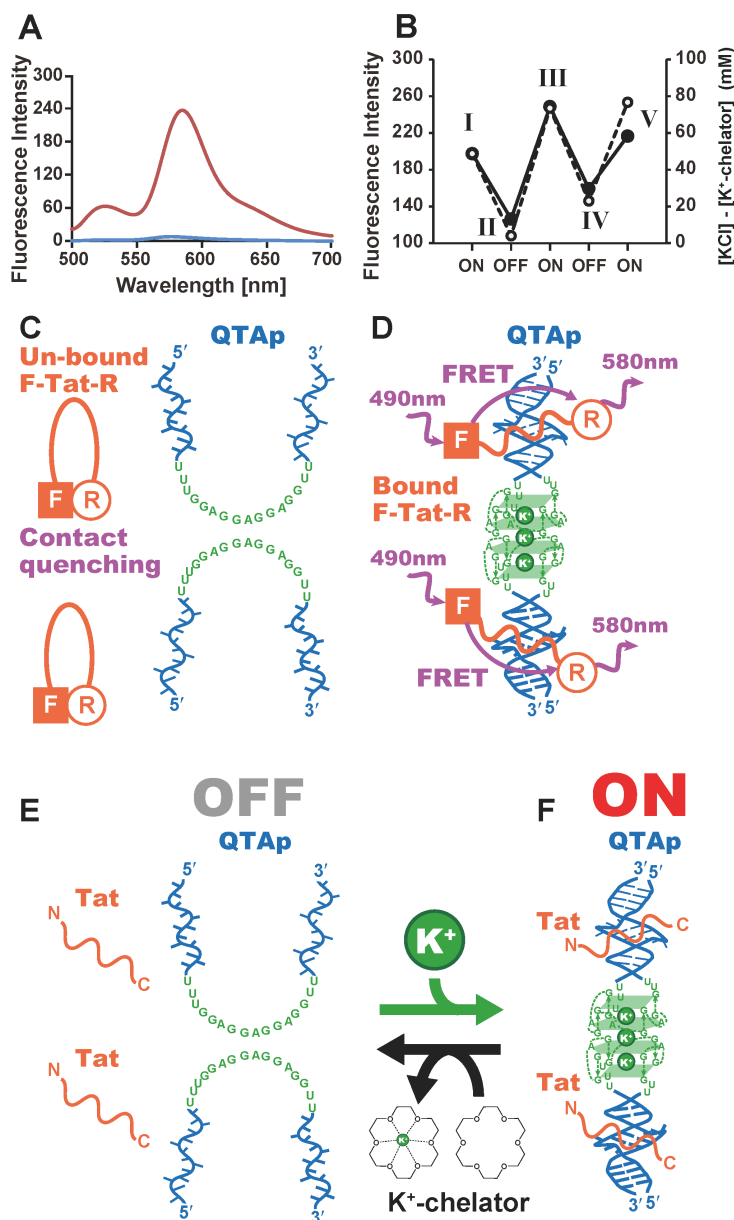 A
B
Fluorescence Intensity
300
240
180
120
60
0
500
550
600
650
700
Wavelength [nm]
Fluorescence Intensity
300
260
220
180
140
100
I
II
III
IV
V
100
80
60
40
20
0
[KCl] - [K⁺-chelator] (mM)
ON
OFF
ON
OFF
ON
C
QTAp
Un-bound
F-Tat-R
5′
3′
F
R
UUUGGAGGAGGAGGUU
Contact
quenching
UUUGGAGGAGGAGGUU
F
R
5′
3′
D
QTAp
3′
5′
FRET
580nm
490nm
F
R
Bound
F-Tat-R
K⁺
K⁺
K⁺
490nm
F
580nm
FRET
R
3′
5′
OFF
ON
E
QTAp
5′
3′
Tat
N
C
UUUGGAGGAGGAGGUU
Tat
N
C
UUUGGAGGAGGAGGUU
5′
3′
K⁺
O
O
O
O
O
O
K⁺
O
O
O
O
O
O
K⁺-chelator
F
QTAp
3′
5′
Tat
N
C
K⁺
K⁺
K⁺
Tat
N
C
3′
5′